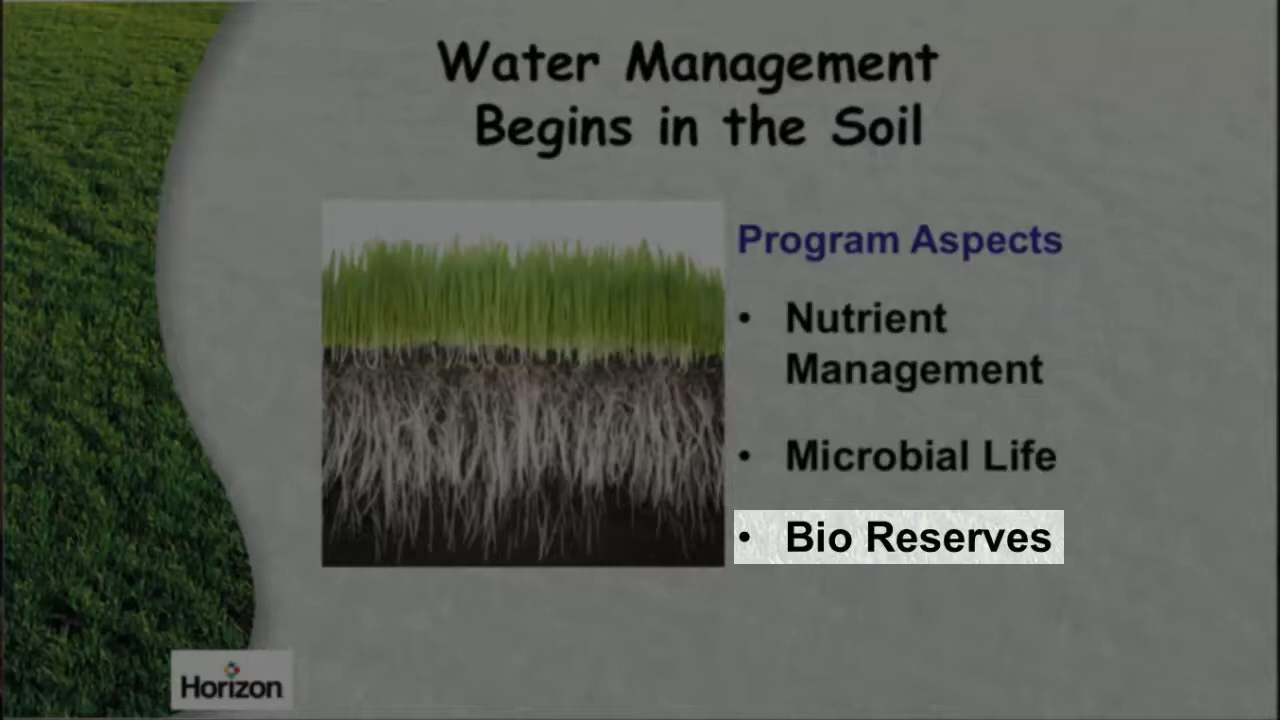 Water Management
Begins in the Soil
Program Aspects
• Nutrient
Management
• Microbial Life
• Bio Reserves
Horizon